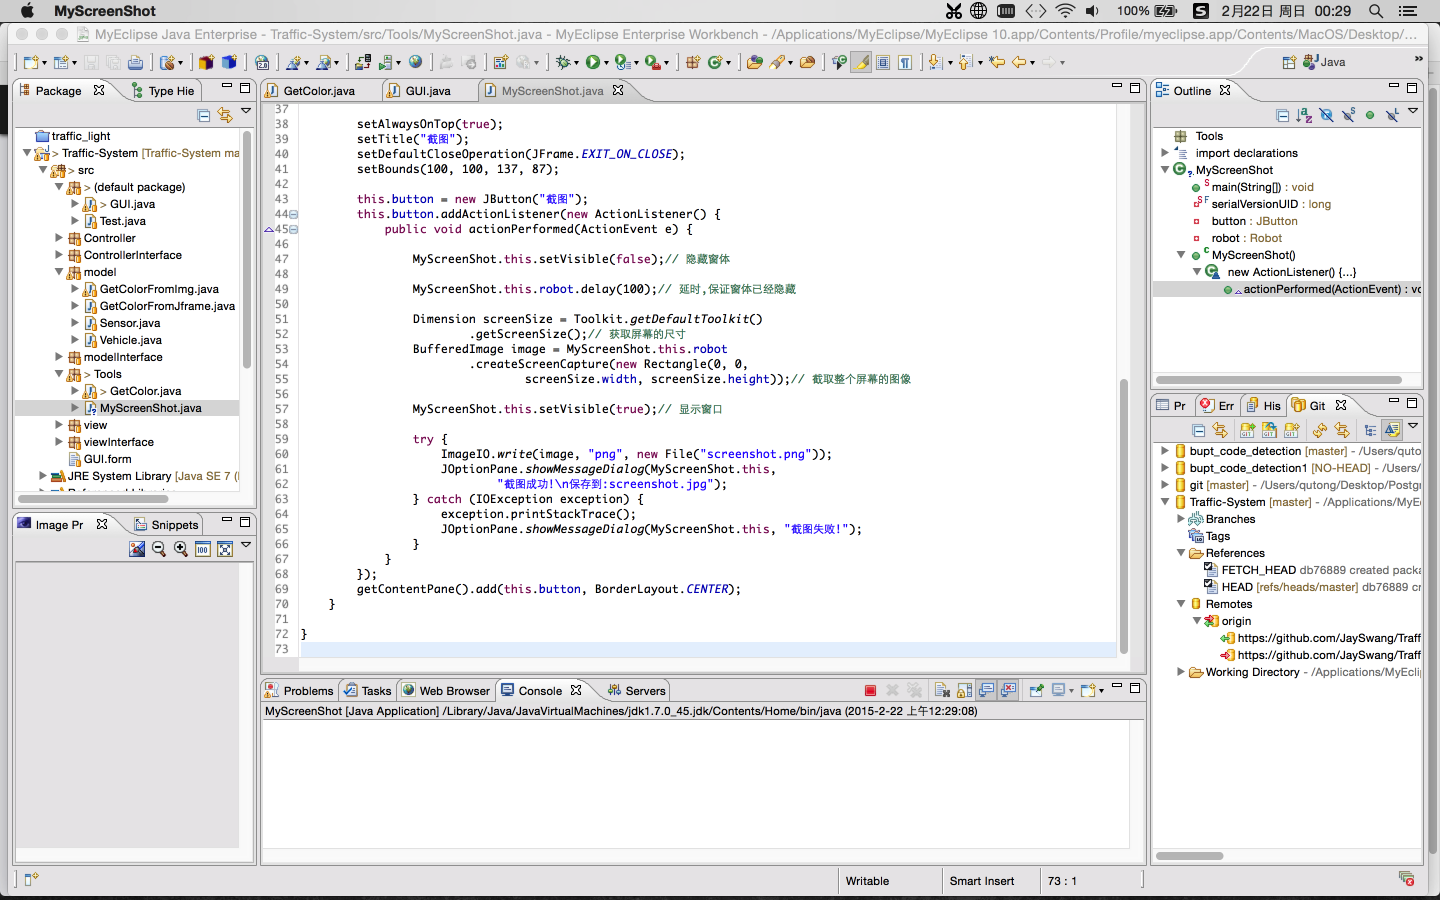 MyScreenShot
100%
2月22日 周日 00:29
MyEclipse Java Enterprise - Traffic-System/src/Tools/MyScreenShot.java - MyEclipse Enterprise Workbench - /Applications/MyEclipse/MyEclipse 10.app/Contents/Profile/myeclipse.app/Contents/MacOS/Desktop/...
Java
Package
Type Hie
traffic_light
> Traffic-System [Traffic-System ma
> src
> (default package)
> GUI.java
Test.java
Controller
ControllerInterface
model
GetColorFromImg.java
GetColorFromJframe.java
Sensor.java
Vehicle.java
modelInterface
> Tools
> GetColor.java
MyScreenShot.java
view
viewInterface
GUI.form
JRE System Library [Java SE 7 (
Image Pr
Snippets
GetColor.java
GUI.java
MyScreenShot.java
37
38 setAlwaysOnTop(true);
39 setTitle("截图");
40 setDefaultCloseOperation(JFrame.EXIT_ON_CLOSE);
41 setBounds(100, 100, 137, 87);
42
43 this.button = new JButton("截图");
44 this.button.addActionListener(new ActionListener() {
45 public void actionPerformed(ActionEvent e) {
46
47 MyScreenShot.this.setVisible(false);// 隐藏窗体
48
49 MyScreenShot.this.robot.delay(100);// 延时,保证窗体已经隐藏
50
51 Dimension screenSize = Toolkit.getDefaultToolkit()
52 .getScreenSize();// 获取屏幕的尺寸
53 BufferedImage image = MyScreenShot.this.robot
54 .createScreenCapture(new Rectangle(0, 0,
55 screenSize.width, screenSize.height));// 截取整个屏幕的图像
56
57 MyScreenShot.this.setVisible(true);// 显示窗口
58
59 try {
60 ImageIO.write(image, "png", new File("screenshot.png"));
61 JOptionPane.showMessageDialog(MyScreenShot.this,
62 "截图成功!\n保存到:screenshot.jpg");
63 } catch (IOException exception) {
64 exception.printStackTrace();
65 JOptionPane.showMessageDialog(MyScreenShot.this, "截图失败!");
66 }
67 }
68 });
69 getContentPane().add(this.button, BorderLayout.CENTER);
70 }
71
72 }
73
Problems
Tasks
Web Browser
Console
Servers
MyScreenShot [Java Application] /Library/Java/JavaVirtualMachines/jdk1.7.0_45.jdk/Contents/Home/bin/java (2015-2-22 上午12:29:08)
Outline
Tools
import declarations
MyScreenShot
main(String[]) : void
serialVersionUID : long
button : JButton
robot : Robot
MyScreenShot()
new ActionListener() {...}
actionPerformed(ActionEvent) : vo
Pr
Err
His
Git
bupt_code_detection [master] - /Users/quto
bupt_code_detection1 [NO-HEAD] - /Users/
git [master] - /Users/qutong/Desktop/Postg
Traffic-System [master] - /Applications/MyE
Branches
Tags
References
FETCH_HEAD db76889 created packa
HEAD [refs/heads/master] db76889 cr
Remotes
origin
https://github.com/JaySwang/Traff
https://github.com/JaySwang/Traff
Working Directory - /Applications/MyEcli
Writable
Smart Insert
73 : 1